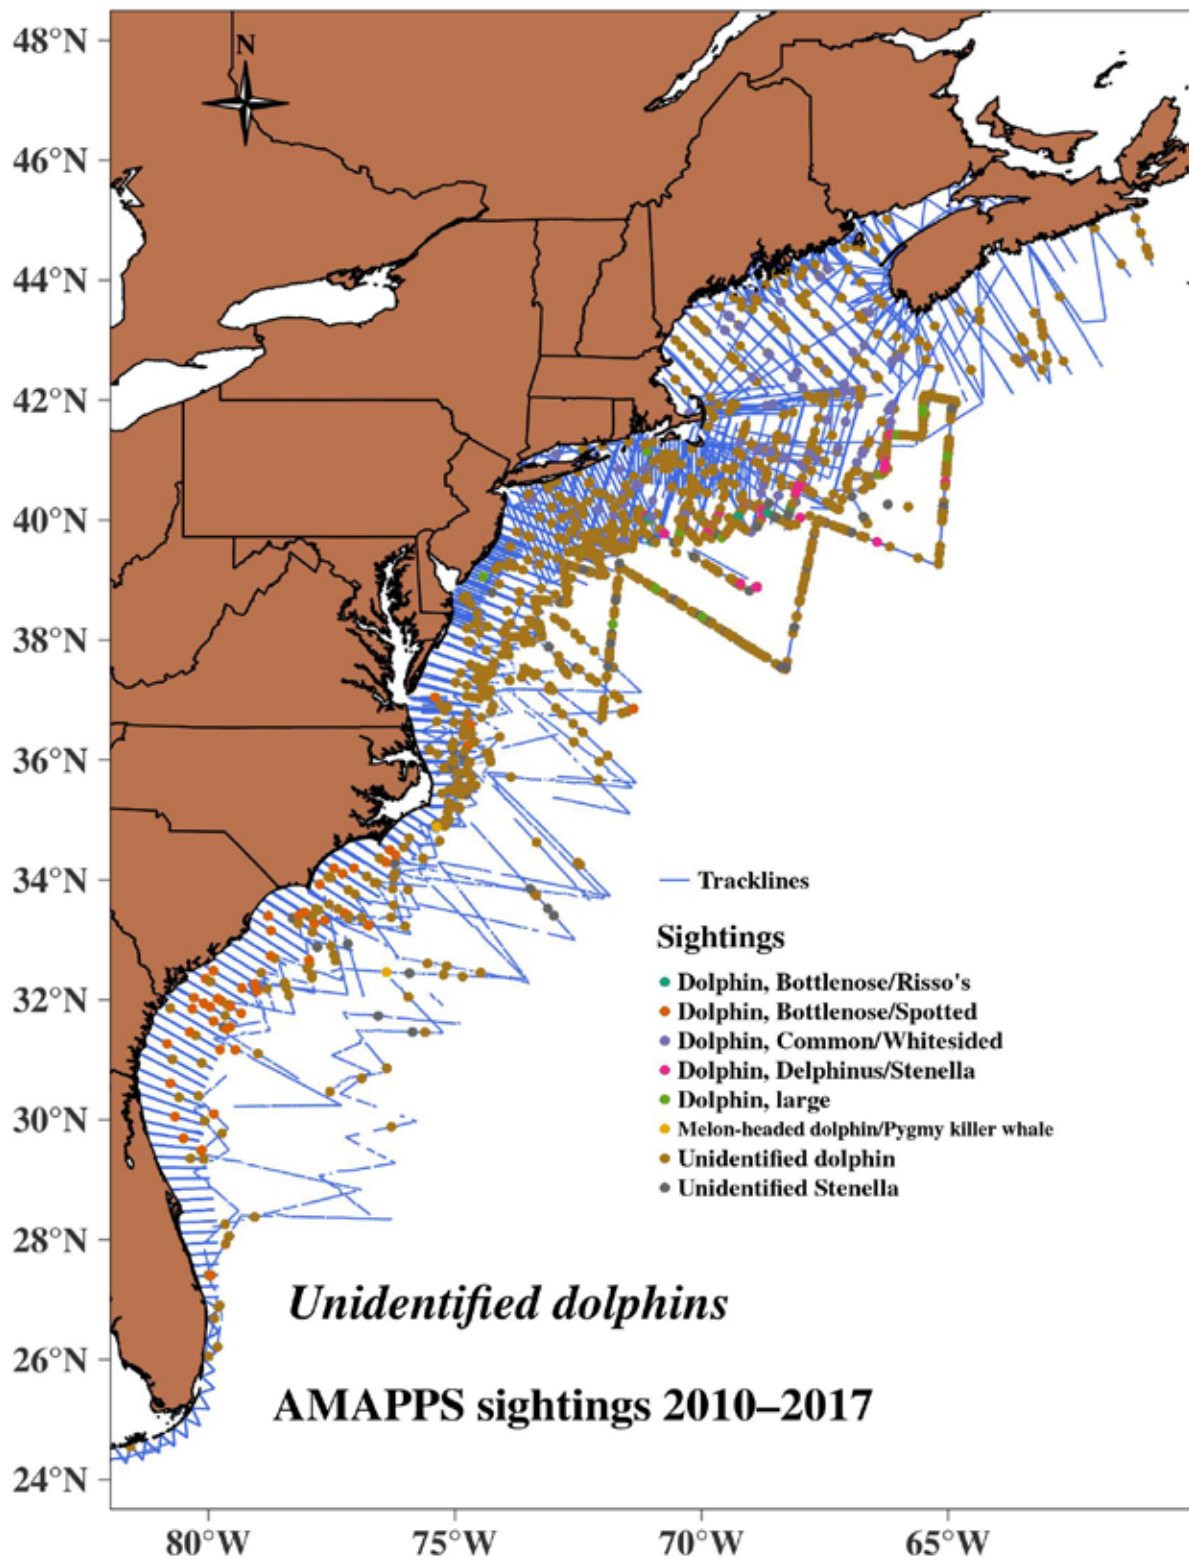 48°N
N
46°N
44°N
42°N
40°N
38°N
36°N
34°N
Tracklines
Sightings
Dolphin, Bottlenose/Risso's
32°N
Dolphin, Bottlenose/Spotted
Dolphin, Common/Whitesided
Dolphin, Delphinus/Stenella
Dolphin, large
30°N
Melon-headed dolphin/Pygmy killer whale
Unidentified dolphin
Unidentified Stenella
28°N
Unidentified dolphins
26°N
AMAPPS sightings 2010–2017
24°N
80°W 75°W 70°W 65°W